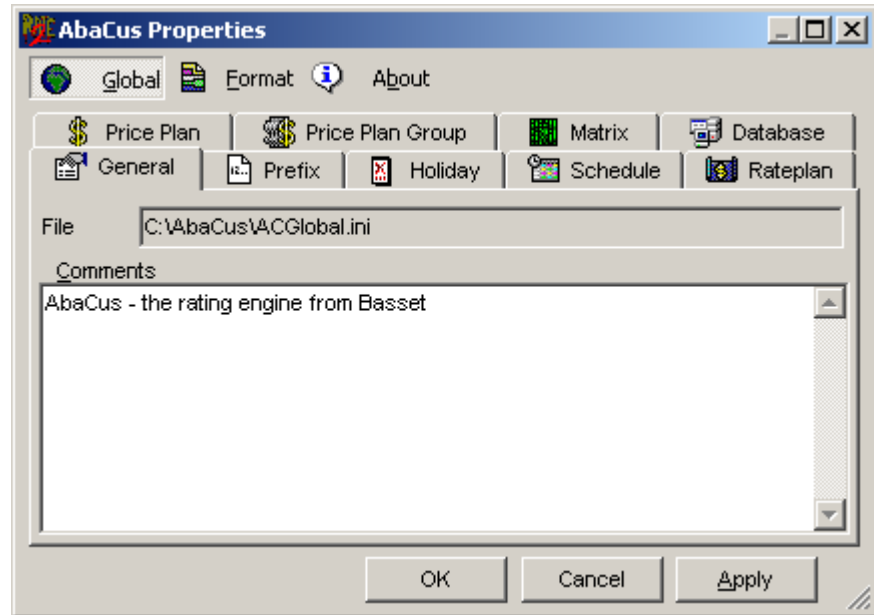 AbaCus Properties
Global Format About
Price Plan Price Plan Group Matrix Database
General Prefix Holiday Schedule Rateplan
File C:\AbaCus\ACGlobal.ini
Comments
AbaCus - the rating engine from Basset
OK Cancel Apply